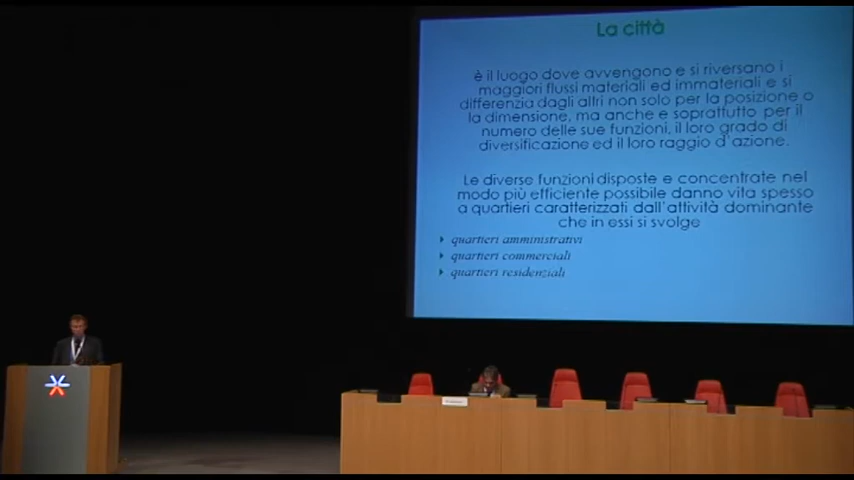 La città
è il luogo dove avvengono e si riversano i
maggiori flussi materiali ed immateriali e si
differenzia dagli altri non solo per la posizione o
la dimensione, ma anche e soprattutto per il
numero delle sue funzioni, il loro grado di
diversificazione ed il loro raggio d'azione.
Le diverse funzioni disposte e concentrate nel
modo più efficiente possibile danno vita spesso
a quartieri caratterizzati dall'attività dominante
che in essi si svolge
quartieri amministrativi
quartieri commerciali
quartieri residenziali